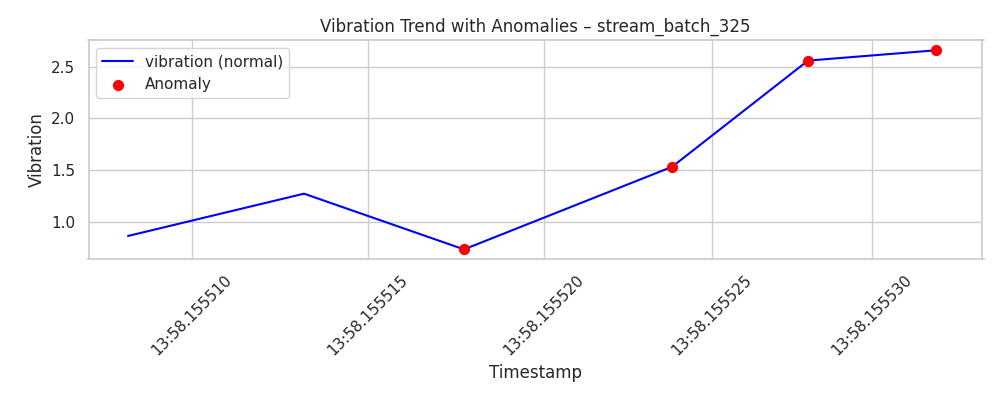 Vibration Trend with Anomalies – stream_batch_325
vibration (normal)
Anomaly
Vibration
2.5
2.0
1.5
1.0
13:58.155510
13:58.155515
13:58.155520
13:58.155525
13:58.155530
Timestamp